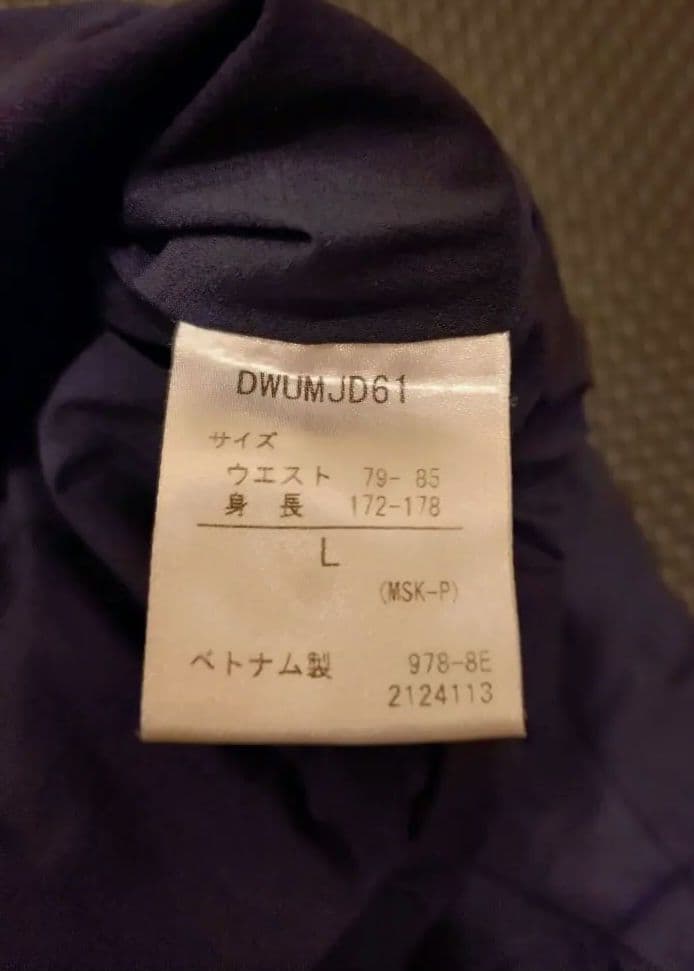 DWUMJD61
サイズ
ウエスト 79- 85
身 長 172-178
L
(MSK-P)
ベトナム製 978-8E
2124113